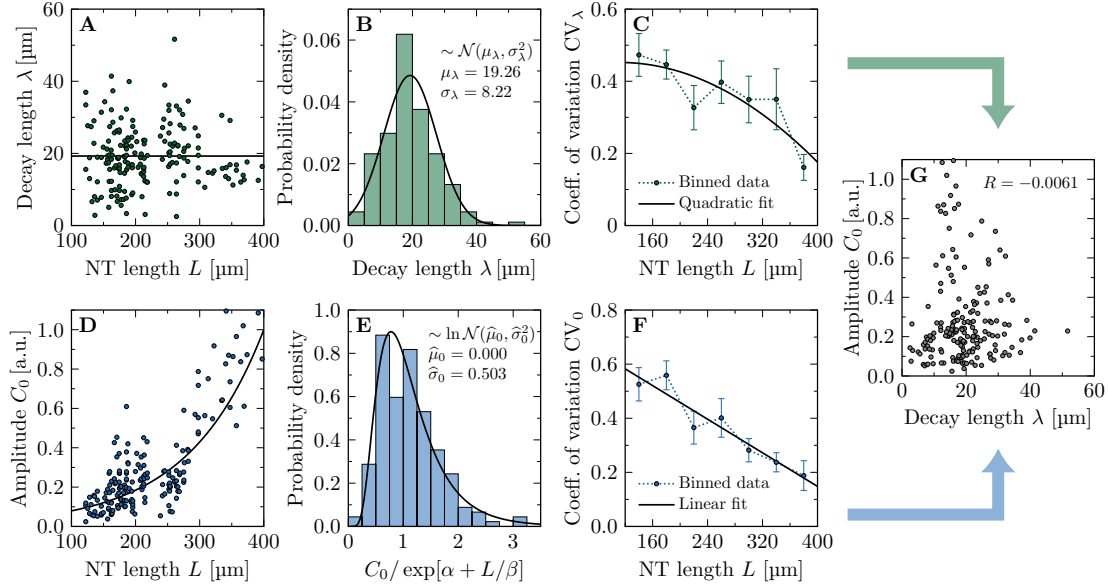 A
Decay length λ [µm]
60
40
20
0
100 200 300 400
NT length L [µm]
B
Probability density
0.06
0.04
0.02
0.00
0 20 40 60
Decay length λ [µm]
∼ N(μ_λ, σ_λ^2)
μ_λ = 19.26
σ_λ = 8.22
C
Coeff. of variation CV_λ
0.6
0.4
0.2
0.0
160 240 320 400
NT length L [µm]
Binned data
Quadratic fit
D
Amplitude C_0 [a.u.]
1.0
0.8
0.6
0.4
0.2
0.0
100 200 300 400
NT length L [µm]
E
Probability density
1.0
0.8
0.6
0.4
0.2
0.0
0 1 2 3
C_0/ exp[α + L/β]
∼ ln N(μ̂_0, σ̂_0^2)
μ̂_0 = 0.000
σ̂_0 = 0.503
F
Coeff. of variation CV_0
0.8
0.6
0.4
0.2
0.0
160 240 320 400
NT length L [µm]
Binned data
Linear fit
G
R = −0.0061
Amplitude C_0 [a.u.]
1.0
0.8
0.6
0.4
0.2
0.0
0 20 40 60
Decay length λ [µm]